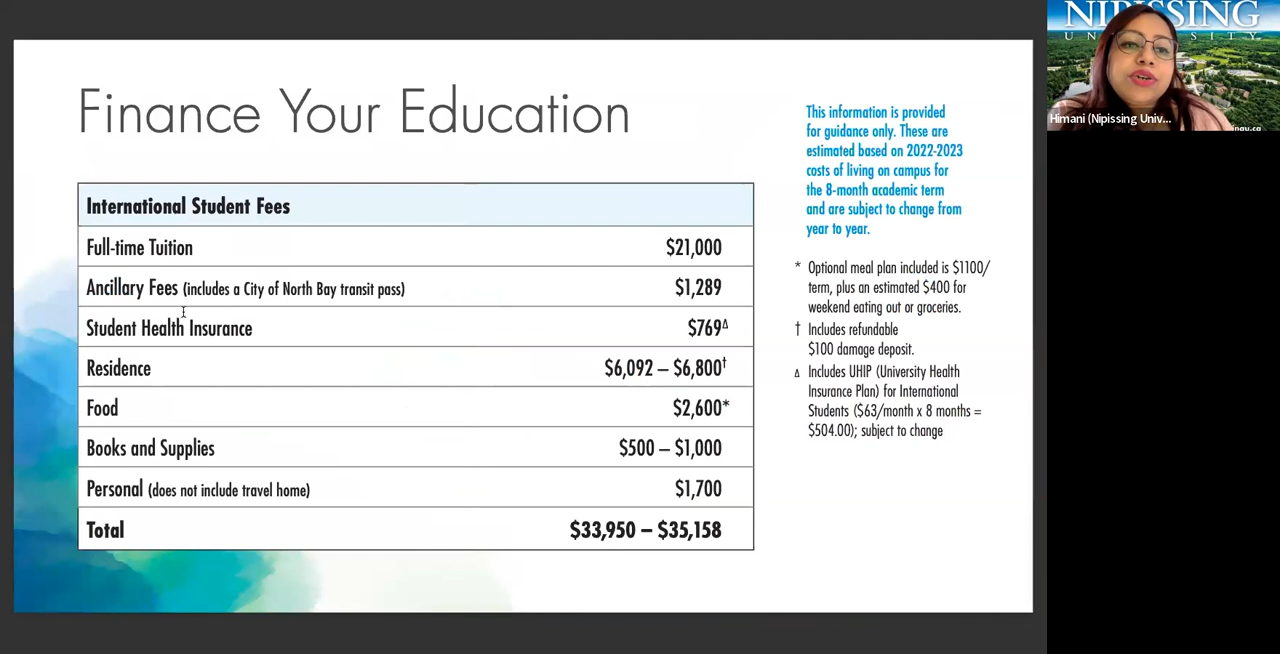 Finance Your Education
International Student Fees
Full-time Tuition $21,000
Ancillary Fees (includes a City of North Bay transit pass) $1,289
Student Health Insurance $769Δ
Residence $6,092 – $6,800†
Food $2,600*
Books and Supplies $500 – $1,000
Personal (does not include travel home) $1,700
Total $33,950 – $35,158
This information is provided
for guidance only. These are
estimated based on 2022-2023
costs of living on campus for
the 8-month academic term
and are subject to change from
year to year.
* Optional meal plan included is $1100/
term, plus an estimated $400 for
weekend eating out or groceries.
† Includes refundable
$100 damage deposit.
Δ Includes UHIP (University Health
Insurance Plan) for International
Students ($63/month x 8 months =
$504.00); subject to change
NIPISSING
UNIVERSITY
Himani (Nipissing Univ...